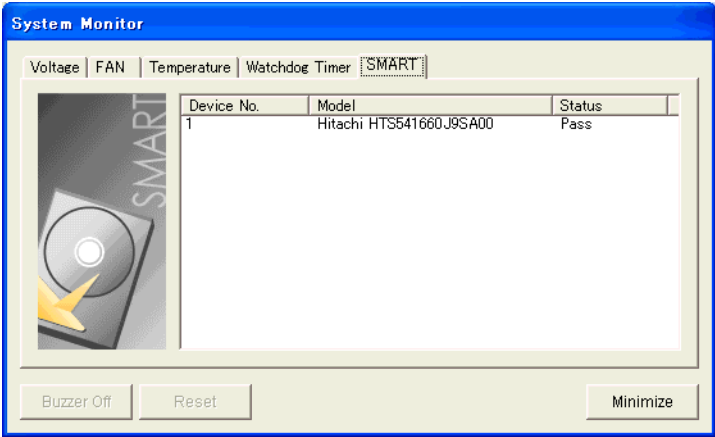 System Monitor
Voltage FAN Temperature Watchdog Timer SMART
SMART
Device No. Model Status
1 Hitachi HTS541660J9SA00 Pass
Buzzer Off Reset Minimize